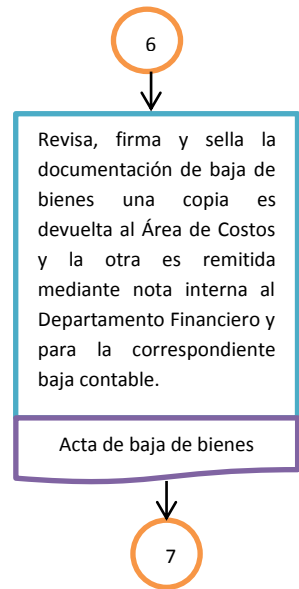 6
Revisa, firma y sella la
documentación de baja de
bienes una copia es
devuelta al Área de Costos
y la otra es remitida
mediante nota interna al
Departamento Financiero y
para la correspondiente
baja contable.
Acta de baja de bienes
7